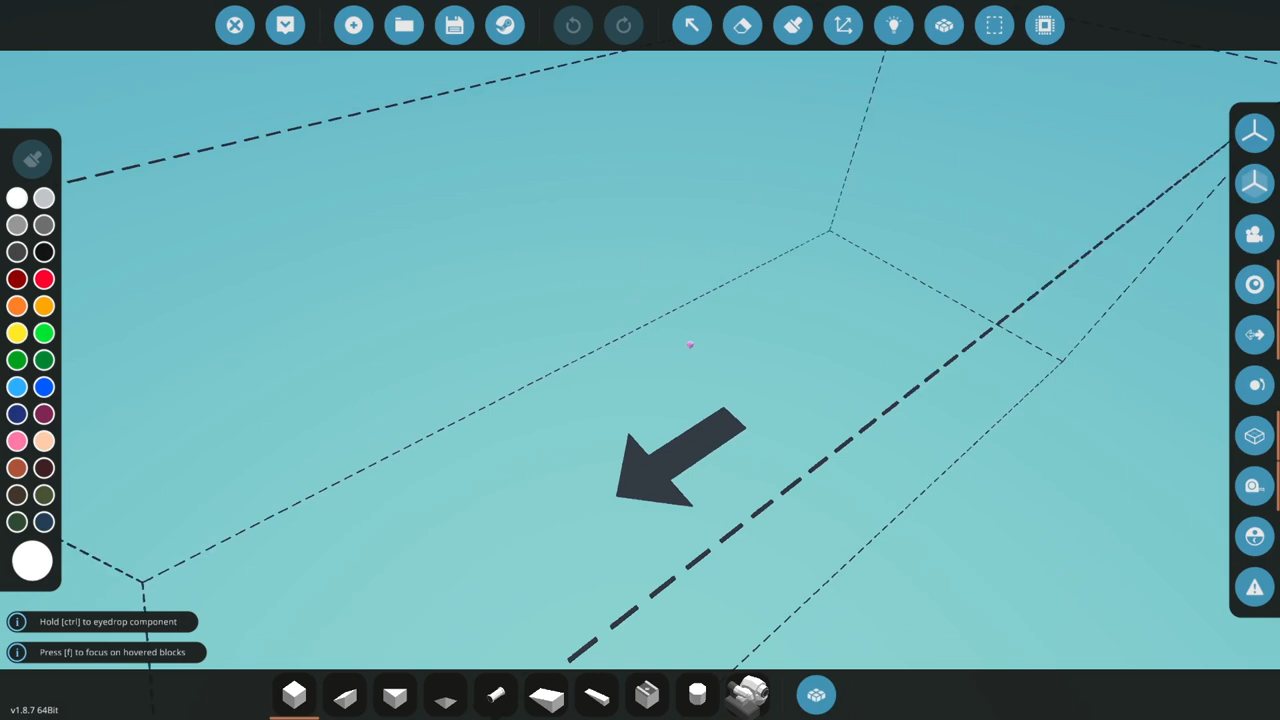 Hold [ctrl] to eyedrop component
Press [f] to focus on hovered blocks
v1.8.7 64Bit